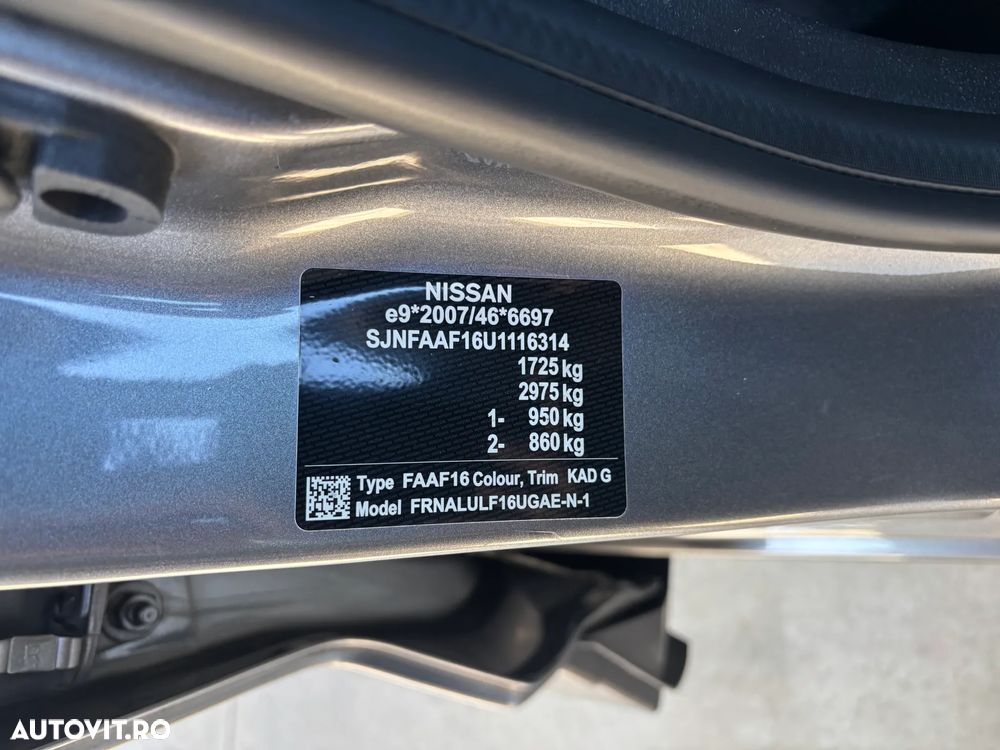 NISSAN
e9*2007/46*6697
SJNFAAF16U1116314
1725 kg
2975 kg
1- 950 kg
2- 860 kg
Type FAAF16 Colour, Trim KAD G
Model FRNALULF16UGAE-N-1
AUTOVIT.RO